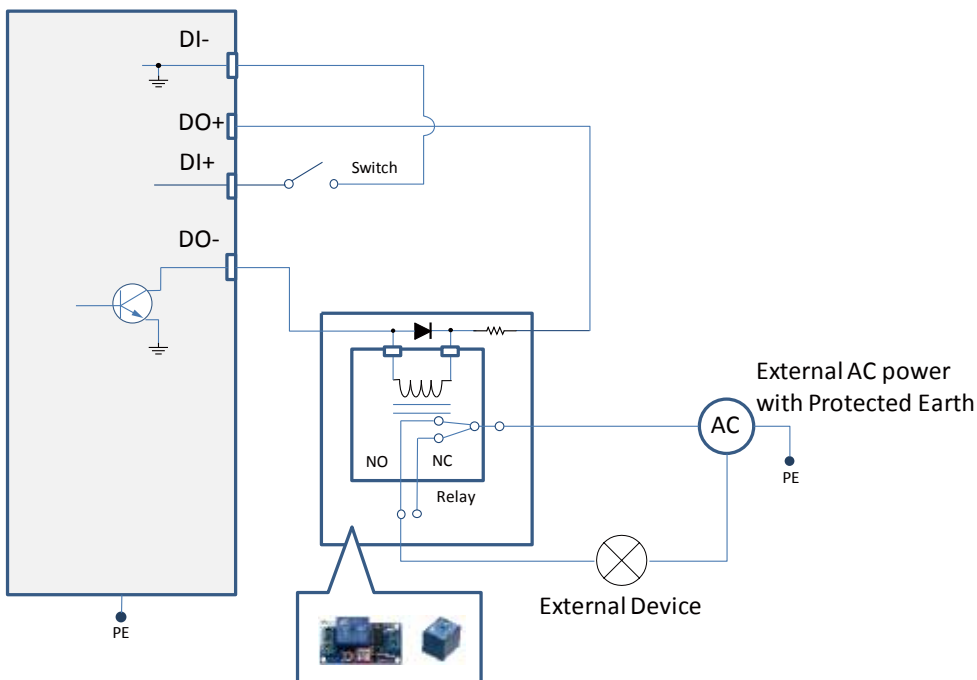 DI-
DO+
DI+
Switch
DO-
External AC power
with Protected Earth
AC
NO
NC
PE
Relay
External Device
PE